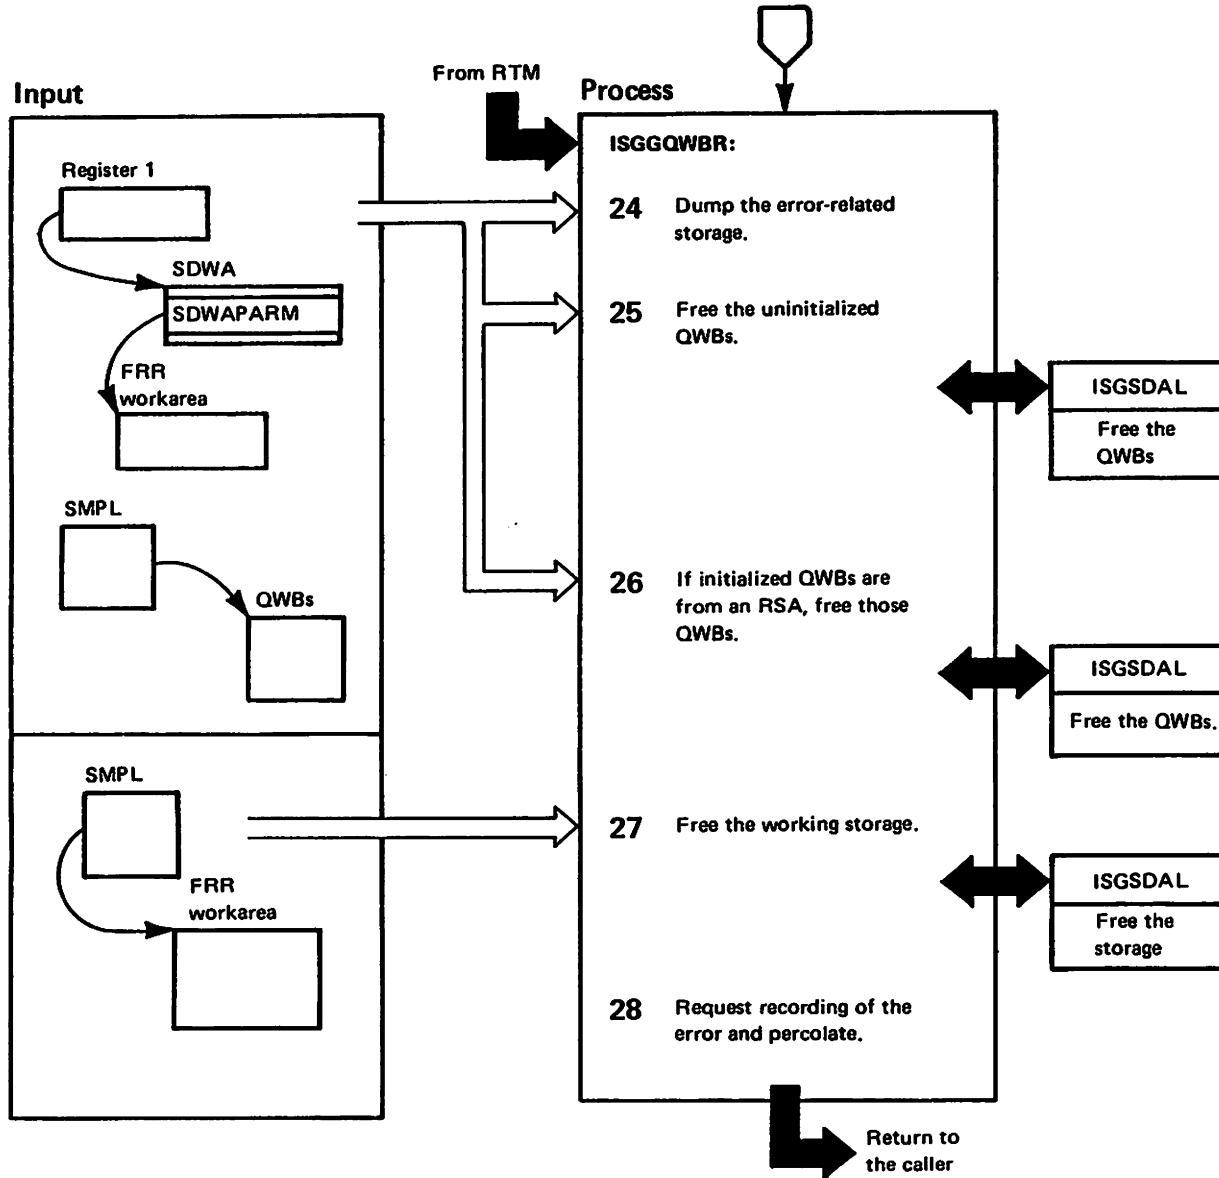 From RTM
Input
Process
Register 1
SDWA
SDWAPARM
FRR
workarea
SMPL
QWBs
SMPL
FRR
workarea
ISGGQWBR:
24 Dump the error-related
storage.
25 Free the uninitialized
QWBs.
ISGSDAL
Free the
QWBs
26 If initialized QWBs are
from an RSA, free those
QWBs.
ISGSDAL
Free the QWBs.
27 Free the working storage.
ISGSDAL
Free the
storage
28 Request recording of the
error and percolate.
Return to
the caller